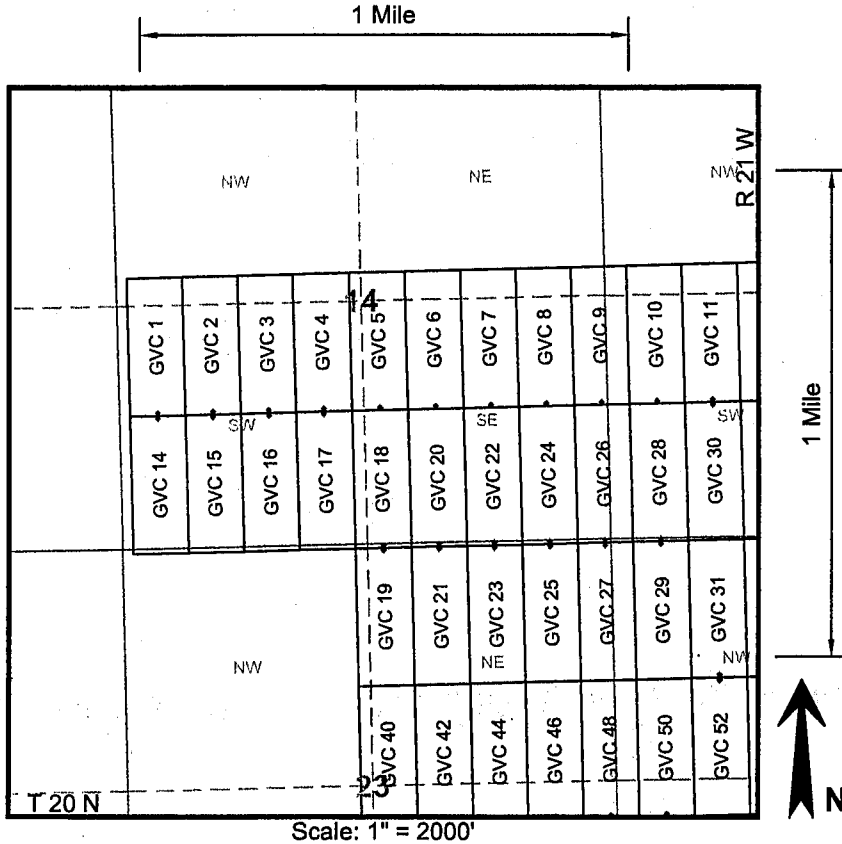 1 Mile
R 21 W
NW NE NW
14
GVC 1 GVC 2 GVC 3 GVC 4 GVC 5 GVC 6 GVC 7 GVC 8 GVC 9 GVC 10 GVC 11
1 Mile
SW SE SW
GVC 14 GVC 15 GVC 16 GVC 17 GVC 18 GVC 20 GVC 22 GVC 24 GVC 26 GVC 28 GVC 30
GVC 19 GVC 21 GVC 23 GVC 25 GVC 27 GVC 29 GVC 31
NW NE NW
GVC 40 GVC 42 GVC 44 GVC 46 GVC 48 GVC 50 GVC 52
23
T 20 N
N
Scale: 1" = 2000'